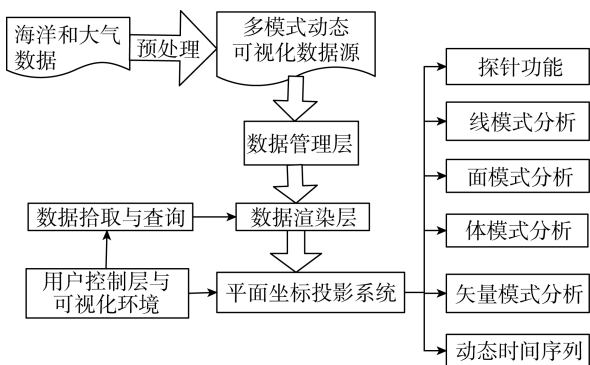 海洋和大气
数据
预处理
多模式动态
可视化数据源
数据管理层
数据拾取与查询
数据渲染层
用户控制层与
可视化环境
平面坐标投影系统
探针功能
线模式分析
面模式分析
体模式分析
矢量模式分析
动态时间序列